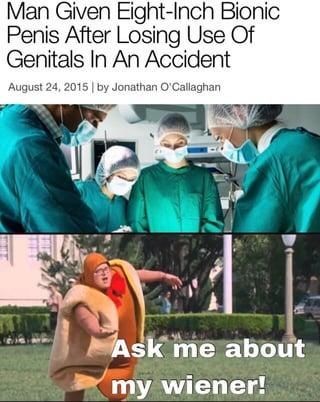 Man Given Eight-Inch Bionic
Penis After Losing Use Of
Genitals In An Accident
August 24, 2015 | by Jonathan O'Callaghan
Ask me about
my wiener!